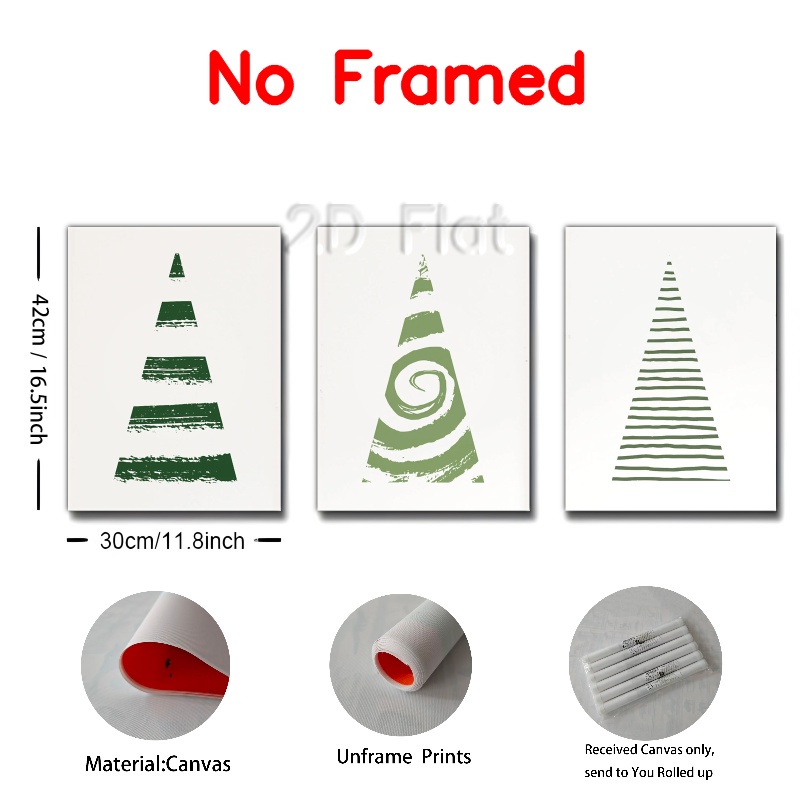 No Framed
2D Flat
42cm / 16.5inch
30cm/11.8inch
Material:Canvas
Unframe Prints
Received Canvas only,
send to You Rolled up